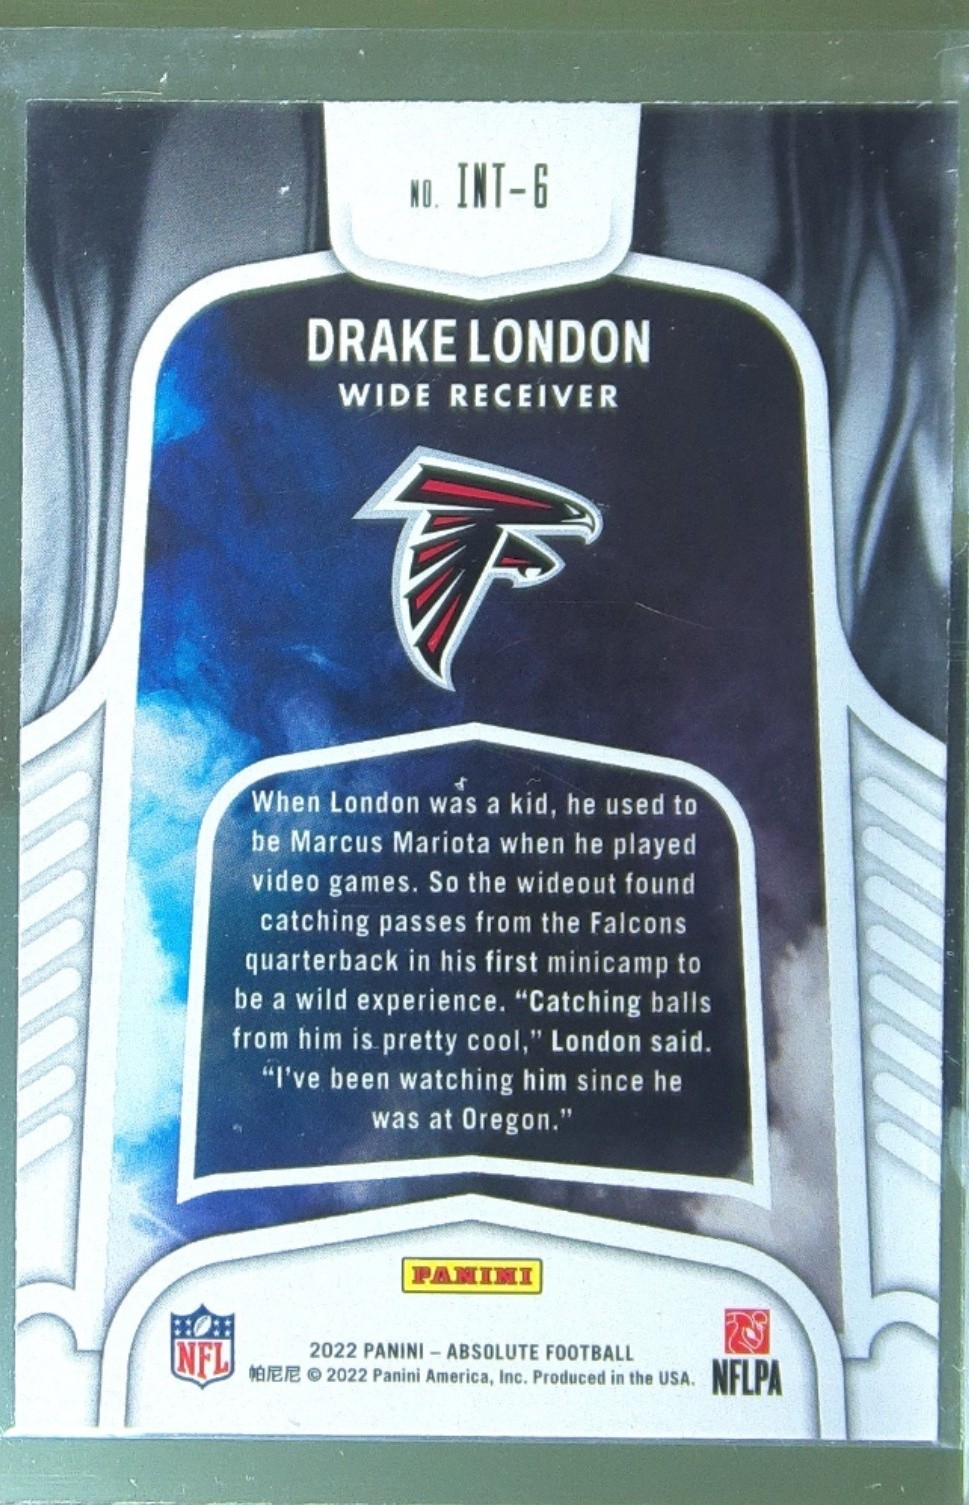 NO. INT-6
DRAKE LONDON
WIDE RECEIVER
When London was a kid, he used to
be Marcus Mariota when he played
video games. So the wideout found
catching passes from the Falcons
quarterback in his first minicamp to
be a wild experience. “Catching balls
from him is pretty cool,” London said.
“I’ve been watching him since he
was at Oregon.”
PANINI
NFL
2022 PANINI – ABSOLUTE FOOTBALL
帕尼尼 © 2022 Panini America, Inc. Produced in the USA.
NFLPA